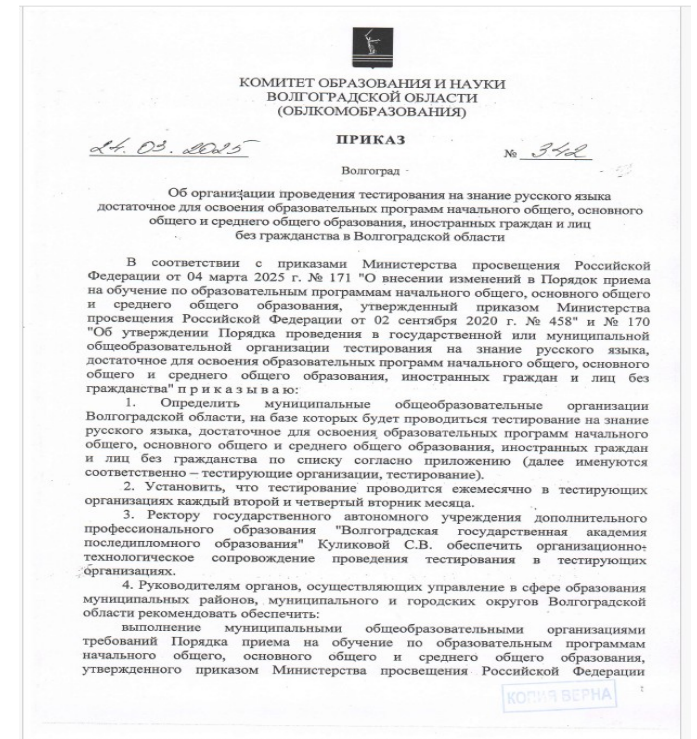 КОМИТЕТ ОБРАЗОВАНИЯ И НАУКИ
ВОЛГОГРАДСКОЙ ОБЛАСТИ
(ОБЛКОМОБРАЗОВАНИЯ)
ПРИКАЗ
24.03.2025 № 342
Волгоград
Об организации проведения тестирования на знание русского языка
достаточное для освоения образовательных программ начального общего, основного
общего и среднего общего образования, иностранных граждан и лиц
без гражданства в Волгоградской области
В соответствии с приказами Министерства просвещения Российской
Федерации от 04 марта 2025 г. № 171 "О внесении изменений в Порядок приема
на обучение по образовательным программам начального общего, основного общего
и среднего общего образования, утвержденный приказом Министерства
просвещения Российской Федерации от 02 сентября 2020 г. № 458" и № 170
"Об утверждении Порядка проведения в государственной или муниципальной
общеобразовательной организации тестирования на знание русского языка,
достаточное для освоения образовательных программ начального общего, основного
общего и среднего общего образования, иностранных граждан и лиц без
гражданства" п р и к а з ы в а ю:
1. Определить муниципальные общеобразовательные организации
Волгоградской области, на базе которых будет проводиться тестирование на знание
русского языка, достаточное для освоения образовательных программ начального
общего, основного общего и среднего общего образования, иностранных граждан
и лиц без гражданства по списку согласно приложению (далее именуются
соответственно – тестирующие организации, тестирование).
2. Установить, что тестирование проводится ежемесячно в тестирующих
организациях каждый второй и четвертый вторник месяца.
3. Ректору государственного автономного учреждения дополнительного
профессионального образования "Волгоградская государственная академия
последипломного образования" Куликовой С.В. обеспечить организационно-
технологическое сопровождение проведения тестирования в тестирующих
организациях.
4. Руководителям органов, осуществляющих управление в сфере образования
муниципальных районов, муниципального и городских округов Волгоградской
области рекомендовать обеспечить:
выполнение муниципальными общеобразовательными организациями
требований Порядка приема на обучение по образовательным программам
начального общего, основного общего и среднего общего образования,
утвержденного приказом Министерства просвещения Российской Федерации
КОПИЯ ВЕРНА